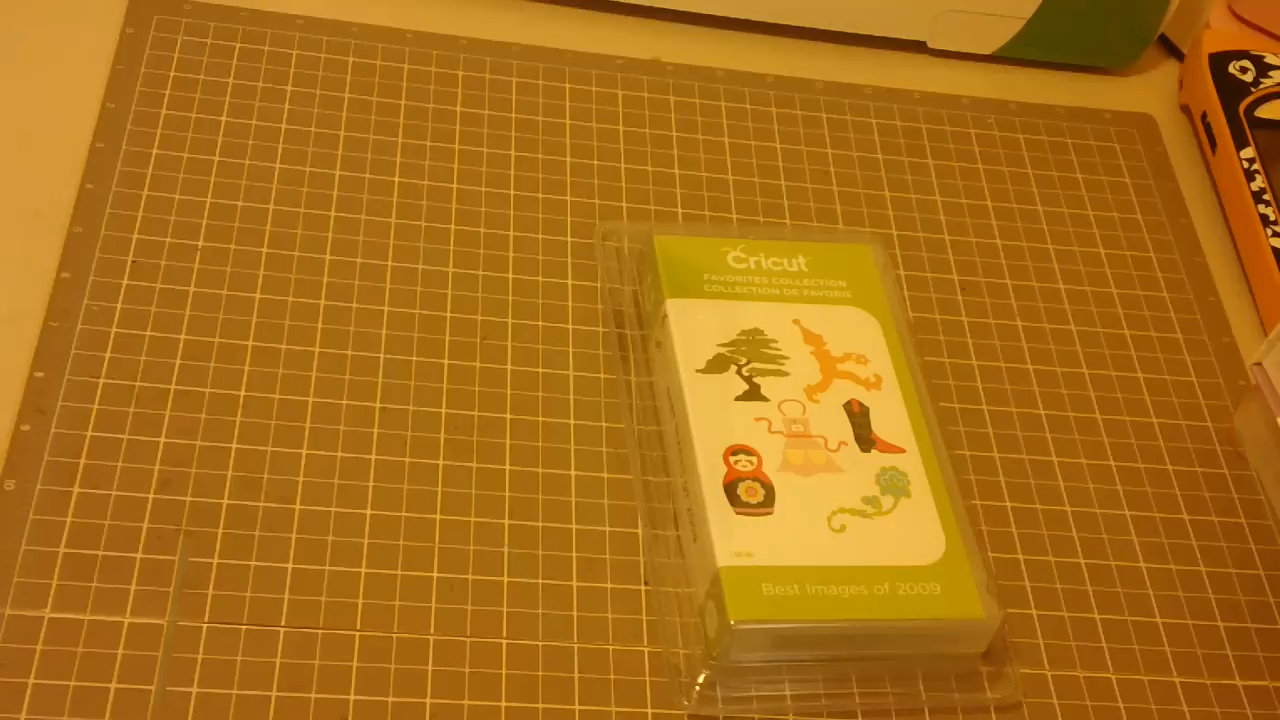 Cricut
FAVORITES COLLECTION
COLLECTION DE FAVORIS
Best Images of 2009